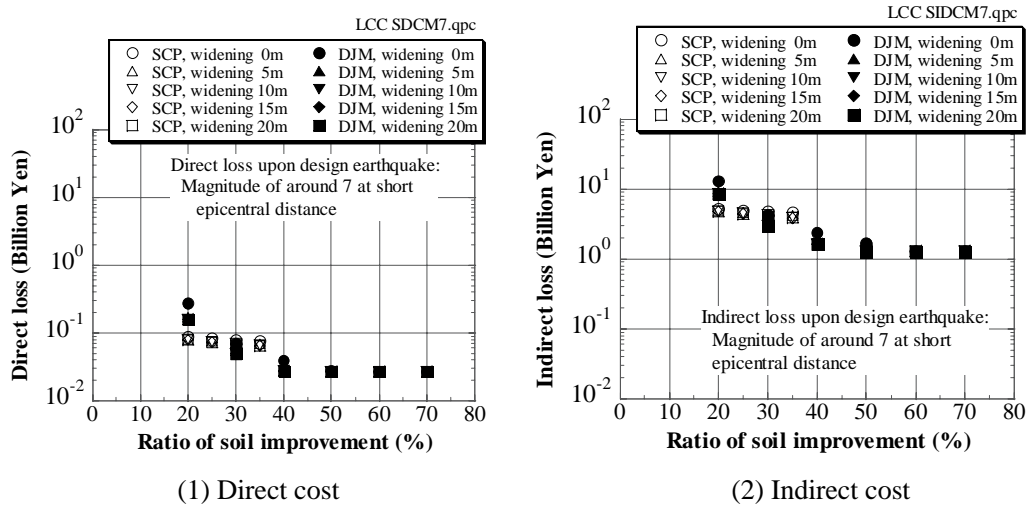 LCC SDCM7.qpc
SCP, widening 0m
SCP, widening 5m
SCP, widening 10m
SCP, widening 15m
SCP, widening 20m
DJM, widening 0m
DJM, widening 5m
DJM, widening 10m
DJM, widening 15m
DJM, widening 20m
Direct loss (Billion Yen)
10^2
10^1
10^0
10^-1
10^-2
Direct loss upon design earthquake:
Magnitude of around 7 at short
epicentral distance
0 10 20 30 40 50 60 70 80
Ratio of soil improvement (%)
(1) Direct cost
LCC SIDCM7.qpc
SCP, widening 0m
SCP, widening 5m
SCP, widening 10m
SCP, widening 15m
SCP, widening 20m
DJM, widening 0m
DJM, widening 5m
DJM, widening 10m
DJM, widening 15m
DJM, widening 20m
Indirect loss (Billion Yen)
10^2
10^1
10^0
10^-1
10^-2
Indirect loss upon design earthquake:
Magnitude of around 7 at short
epicentral distance
0 10 20 30 40 50 60 70 80
Ratio of soil improvement (%)
(2) Indirect cost